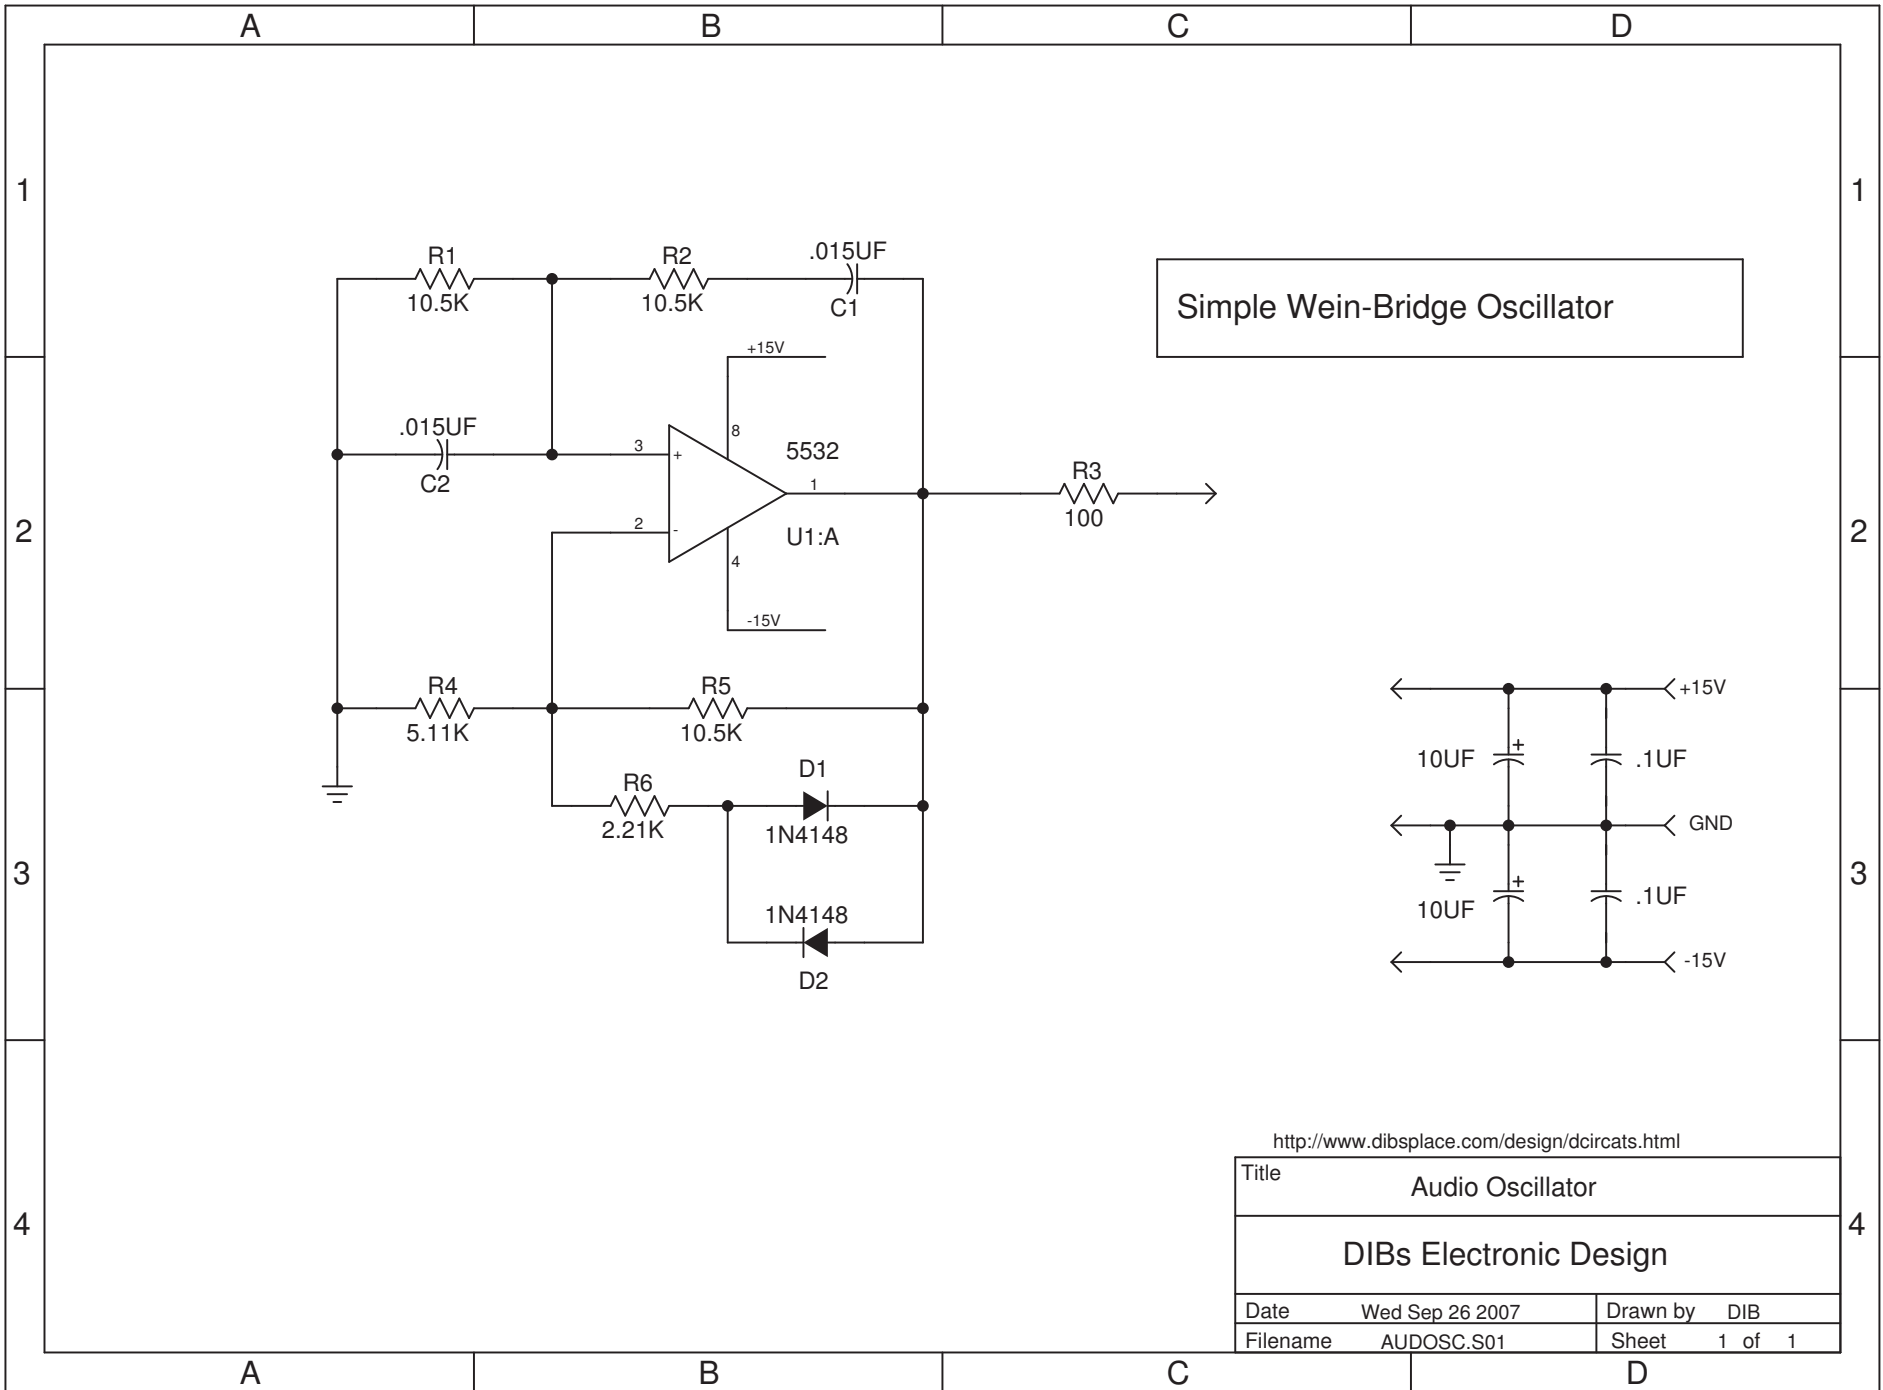 A B C D
1 1
R1 R2 .015UF
10.5K 10.5K C1
Simple Wein-Bridge Oscillator
+15V
.015UF 3 + 8 5532
C2 1
R3
100
2 2
2 - U1:A
4
-15V
R4 R5
5.11K 10.5K
+15V
10UF + .1UF
D1
R6
2.21K 1N4148
GND
3 3
1N4148
10UF + .1UF
D2
-15V
http://www.dibsplace.com/design/dcircats.html
Title Audio Oscillator
4 4
DIBs Electronic Design
Date Wed Sep 26 2007 Drawn by DIB
Filename AUDOSC.S01 Sheet 1 of 1
A B C D